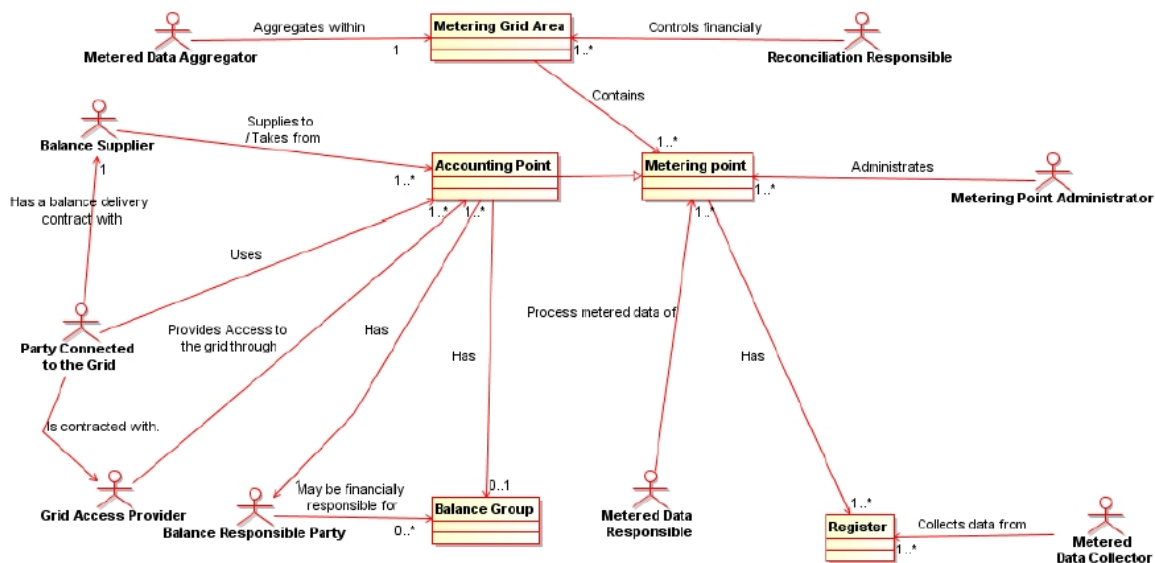 Aggregates within
Metering Grid Area
Controls financially
1
1..*
Metered Data Aggregator
Reconciliation Responsible
Contains
Supplies to
/ Takes from
Balance Supplier
1..*
Accounting Point
Metering point
Administrates
1
1..*
1..*
Metering Point Administrator
Has a balance delivery
contract with
1..*
1..*
1..*
Uses
Provides Access to
the grid through
Process metered data of
Has
Has
Has
Party Connected
to the Grid
Is contracted with.
1
May be financially
responsible for
0..1
1..*
Grid Access Provider
Balance Responsible Party
0..*
Balance Group
Metered Data
Responsible
Register
Collects data from
1..*
Metered
Data Collector